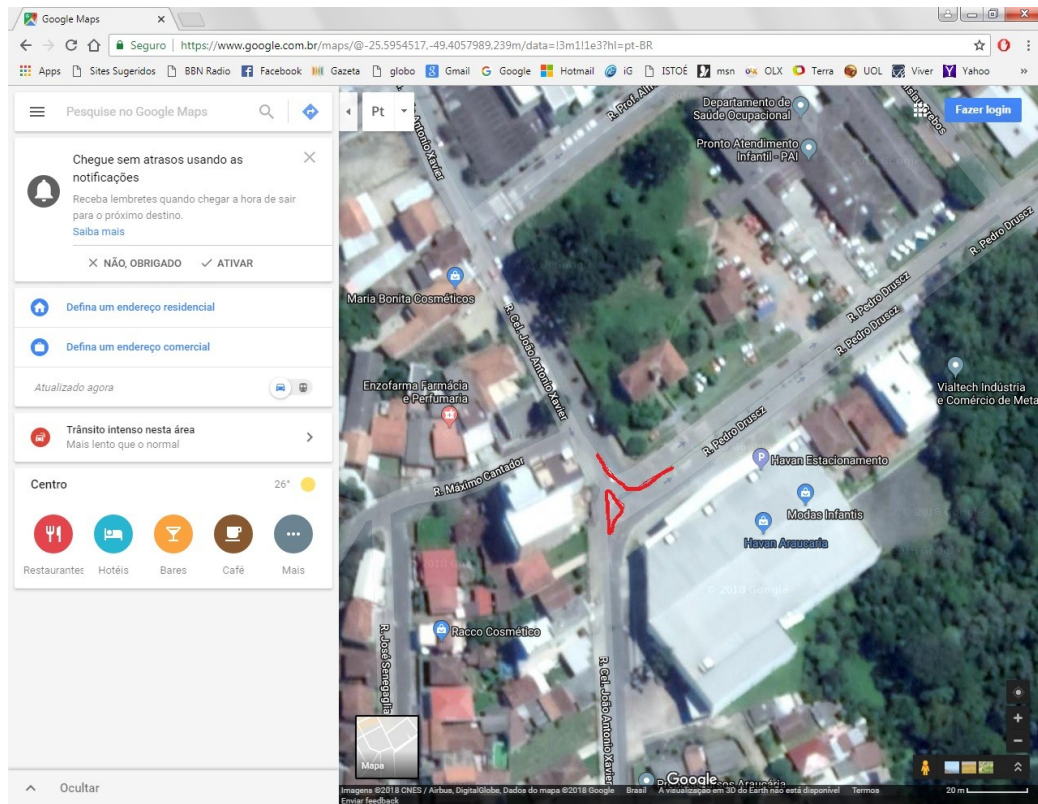 Google Maps
Seguro
https://www.google.com.br/maps/@-25.5954517,-49.4057989,239m/data=!3m1!1e3?hl=pt-BR
Apps
Sites Sugeridos
BBN Radio
Facebook
Gazeta
globo
Gmail
Google
Hotmail
iG
ISTOÉ
msn
OLX
Terra
UOL
Viver
Yahoo
»
Pesquise no Google Maps
Pt
Fazer login
Chegue sem atrasos usando as
notificações
Receba lembretes quando chegar a hora de sair
para o próximo destino.
Saiba mais
NÃO, OBRIGADO
ATIVAR
Defina um endereço residencial
Defina um endereço comercial
Atualizado agora
Trânsito intenso nesta área
Mais lento que o normal
Centro
26°
Restaurantes
Hotéis
Bares
Café
Mais
Ocultar
Departamento de
Saúde Ocupacional
Pronto Atendimento
Infantil - PAI
R. Pedro Druscz
R. Pedro Druscz
R. Pedro Druscz
R. Pedro Druscz
Antonio Xavier
Maria Bonita Cosméticos
R. Cel. João Antonio Xavier
Enzofarma Farmácia
e Perfumaria
Vialtech Indústria
e Comércio de Meta
R. Máximo Cantador
P
Havan Estacionamento
Modas Infantis
Havan Araucaria
© 2018 Google
Racco Cosmético
R. José Senegaglia
R. Cel. João Antonio Xavier
Mapa
Google
Imagens ©2018 CNES / Airbus, DigitalGlobe, Dados do mapa ©2018 Google
Brasil
A visualização em 3D do Earth não está disponível
Termos
20 m
Enviar feedback